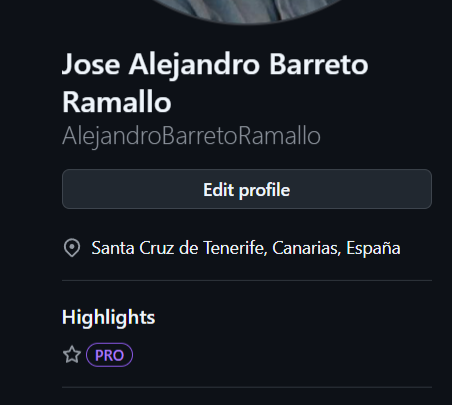 Jose Alejandro Barreto
Ramallo
AlejandroBarretoRamallo
Edit profile
Santa Cruz de Tenerife, Canarias, España
Highlights
PRO